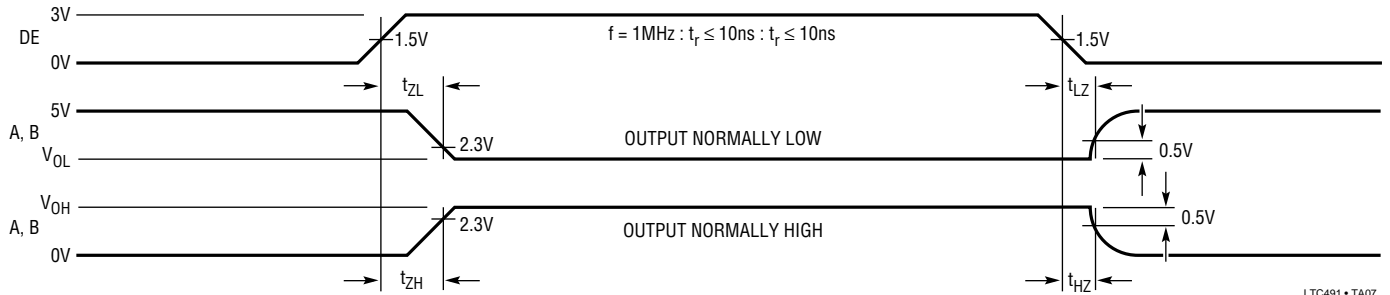 3V
DE
0V
1.5V
f = 1MHz : tr ≤ 10ns : tr ≤ 10ns
1.5V
tZL
tLZ
5V
A, B
VOL
2.3V
OUTPUT NORMALLY LOW
0.5V
VOH
A, B
0V
2.3V
OUTPUT NORMALLY HIGH
0.5V
tZH
tHZ
LTC491 • TA07